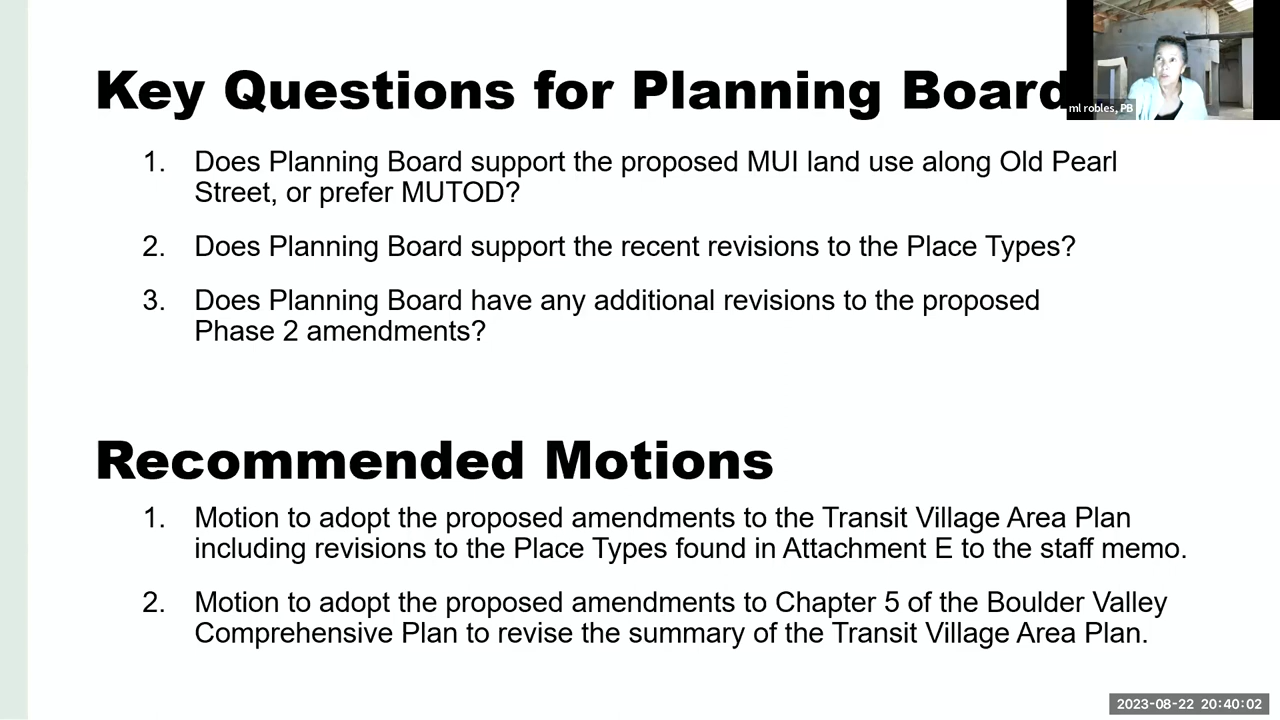 Key Questions for Planning Board
ml robles, PB
1. Does Planning Board support the proposed MUI land use along Old Pearl
Street, or prefer MUTOD?
2. Does Planning Board support the recent revisions to the Place Types?
3. Does Planning Board have any additional revisions to the proposed
Phase 2 amendments?
Recommended Motions
1. Motion to adopt the proposed amendments to the Transit Village Area Plan
including revisions to the Place Types found in Attachment E to the staff memo.
2. Motion to adopt the proposed amendments to Chapter 5 of the Boulder Valley
Comprehensive Plan to revise the summary of the Transit Village Area Plan.
2023-08-22 20:40:02